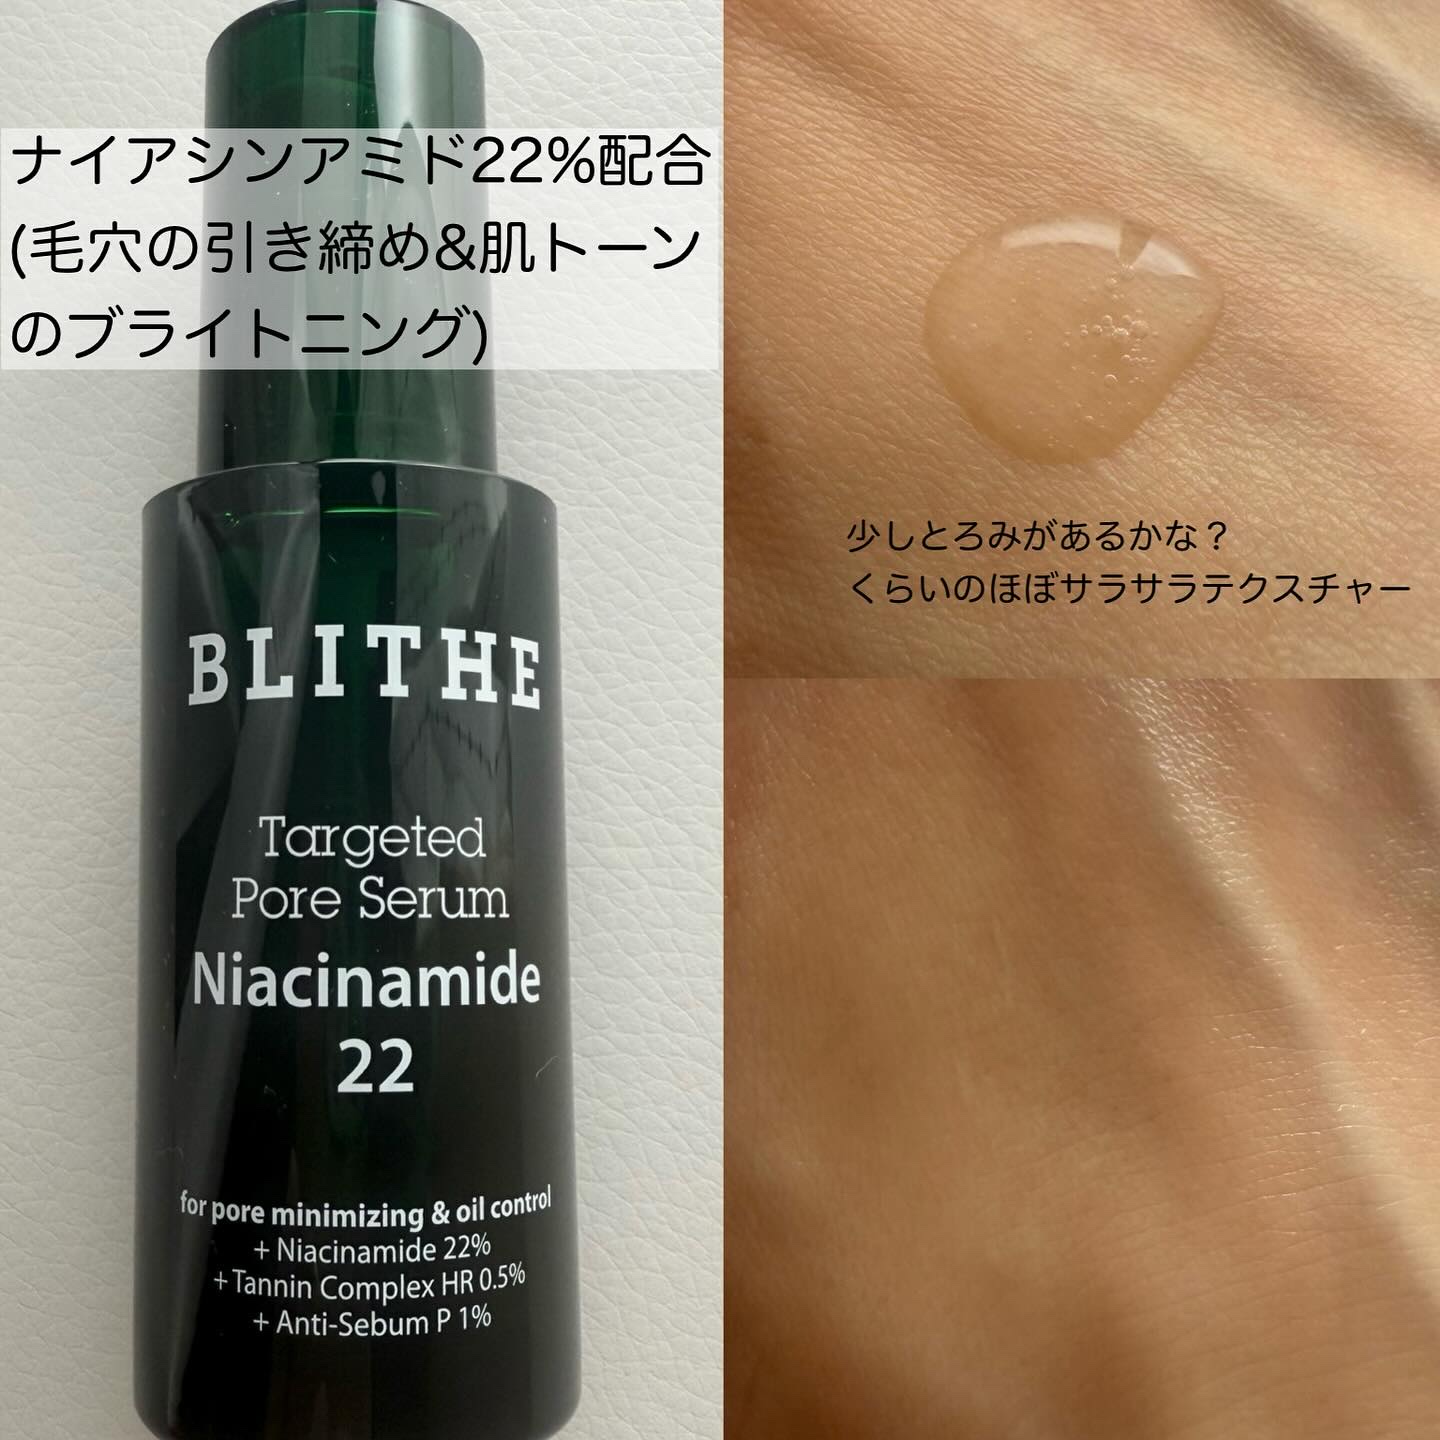 ナイアシンアミド22%配合
(毛穴の引き締め&肌トーン
のブライトニング)
BLITHE
Targeted
Pore Serum
Niacinamide
22
for pore minimizing & oil control
+ Niacinamide 22%
+ Tannin Complex HR 0.5%
+ Anti-Sebum P 1%
少しとろみがあるかな？
くらいのほぼサラサラテクスチャー